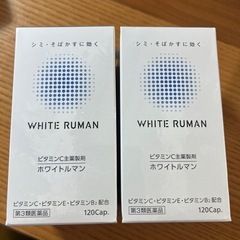 シミ・そばかすに効く
WHITE RUMAN
ビタミンC主薬製剤
ホワイトルマン
ビタミンC・ビタミンE・ビタミンB₂ 配合
第3類医薬品
120Cap.
シミ・そばかすに効く
WHITE RUMAN
ビタミンC主薬製剤
ホワイトルマン
ビタミンC・ビタミンE・ビタミンB₂ 配合
第3類医薬品
120Cap.